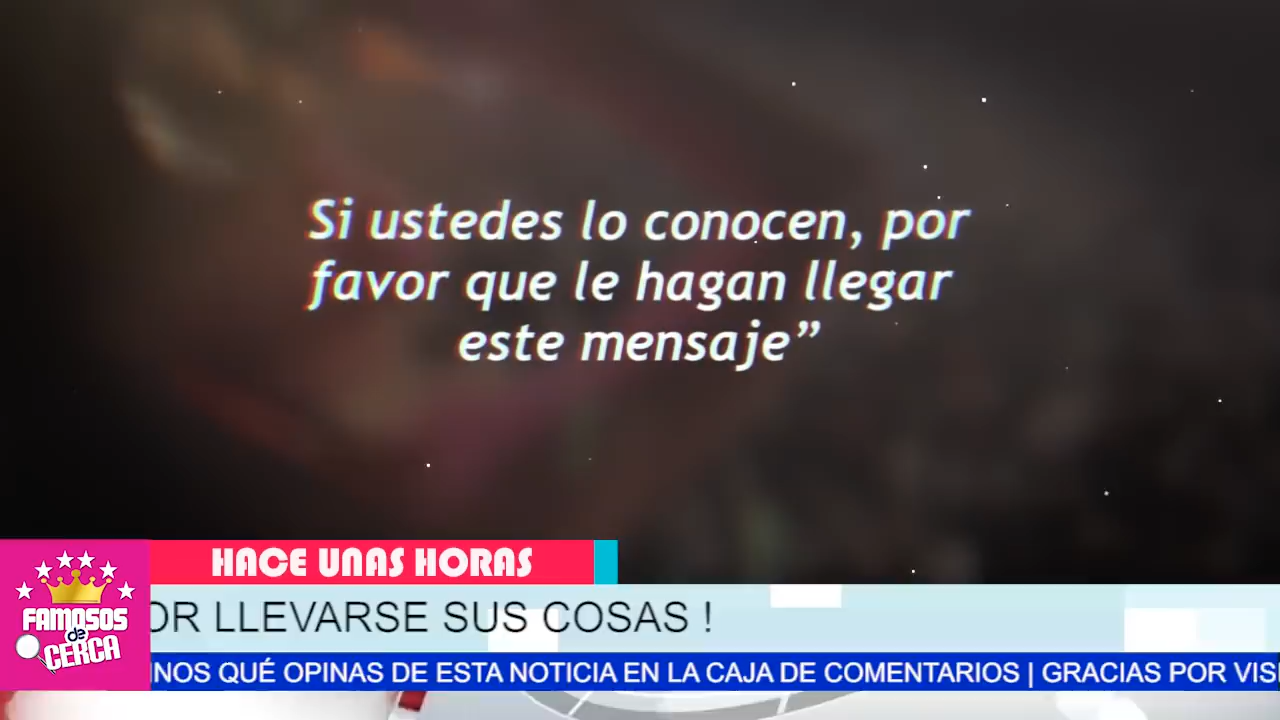 Si ustedes lo conocen, por
favor que le hagan llegar
este mensaje”
HACE UNAS HORAS
FAMOSOS
de
CERCA
OR LLEVARSE SUS COSAS !
INOS QUÉ OPINAS DE ESTA NOTICIA EN LA CAJA DE COMENTARIOS | GRACIAS POR VISI